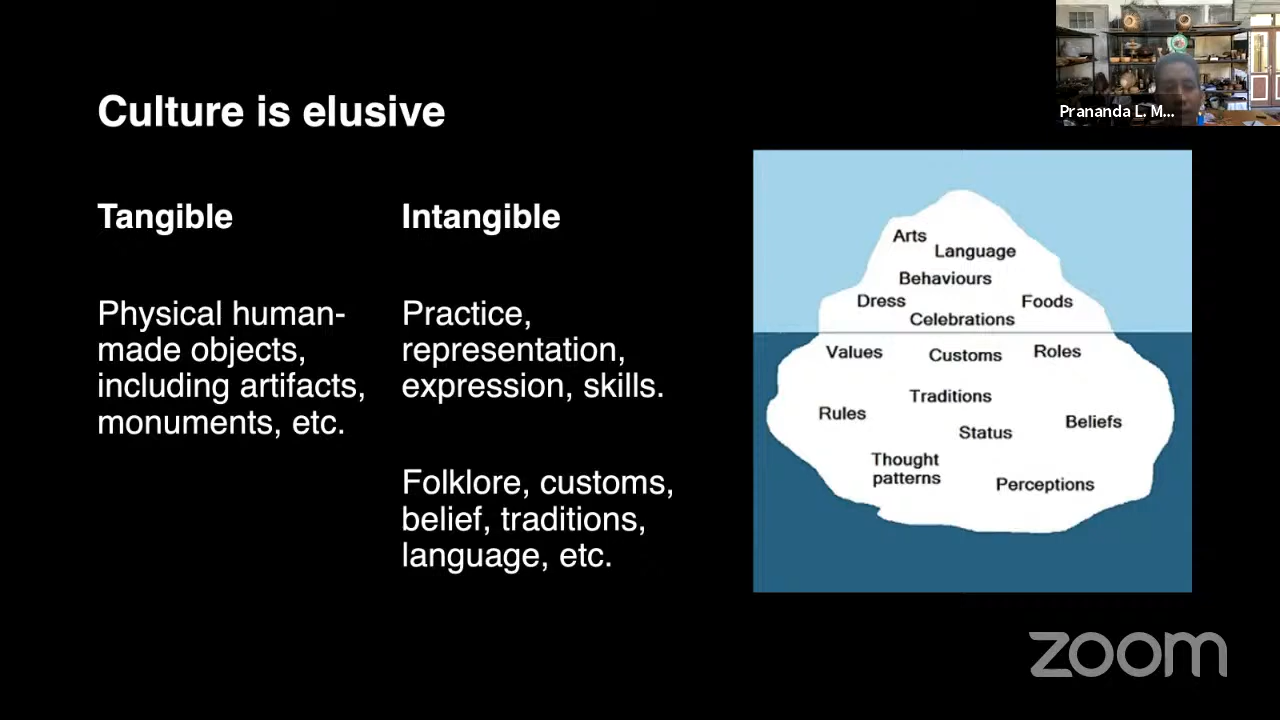 Culture is elusive
Prananda L. M...
Tangible
Intangible
Physical human-
made objects,
including artifacts,
monuments, etc.
Practice,
representation,
expression, skills.
Folklore, customs,
belief, traditions,
language, etc.
Arts
Language
Behaviours
Dress
Foods
Celebrations
Values
Customs
Roles
Traditions
Rules
Status
Beliefs
Thought
patterns
Perceptions
zoom